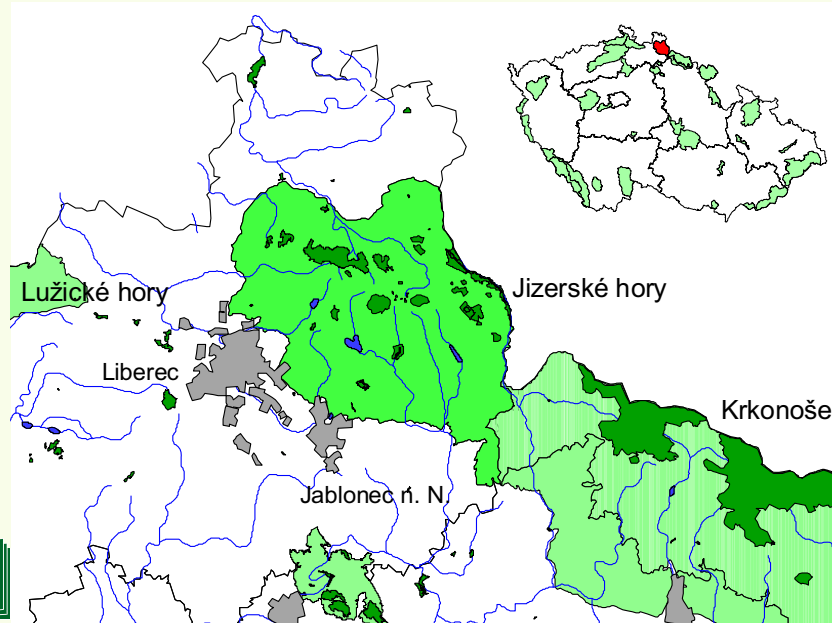 Lužické hory
Jizerské hory
Liberec
Krkonoše
Jablonec n. N.